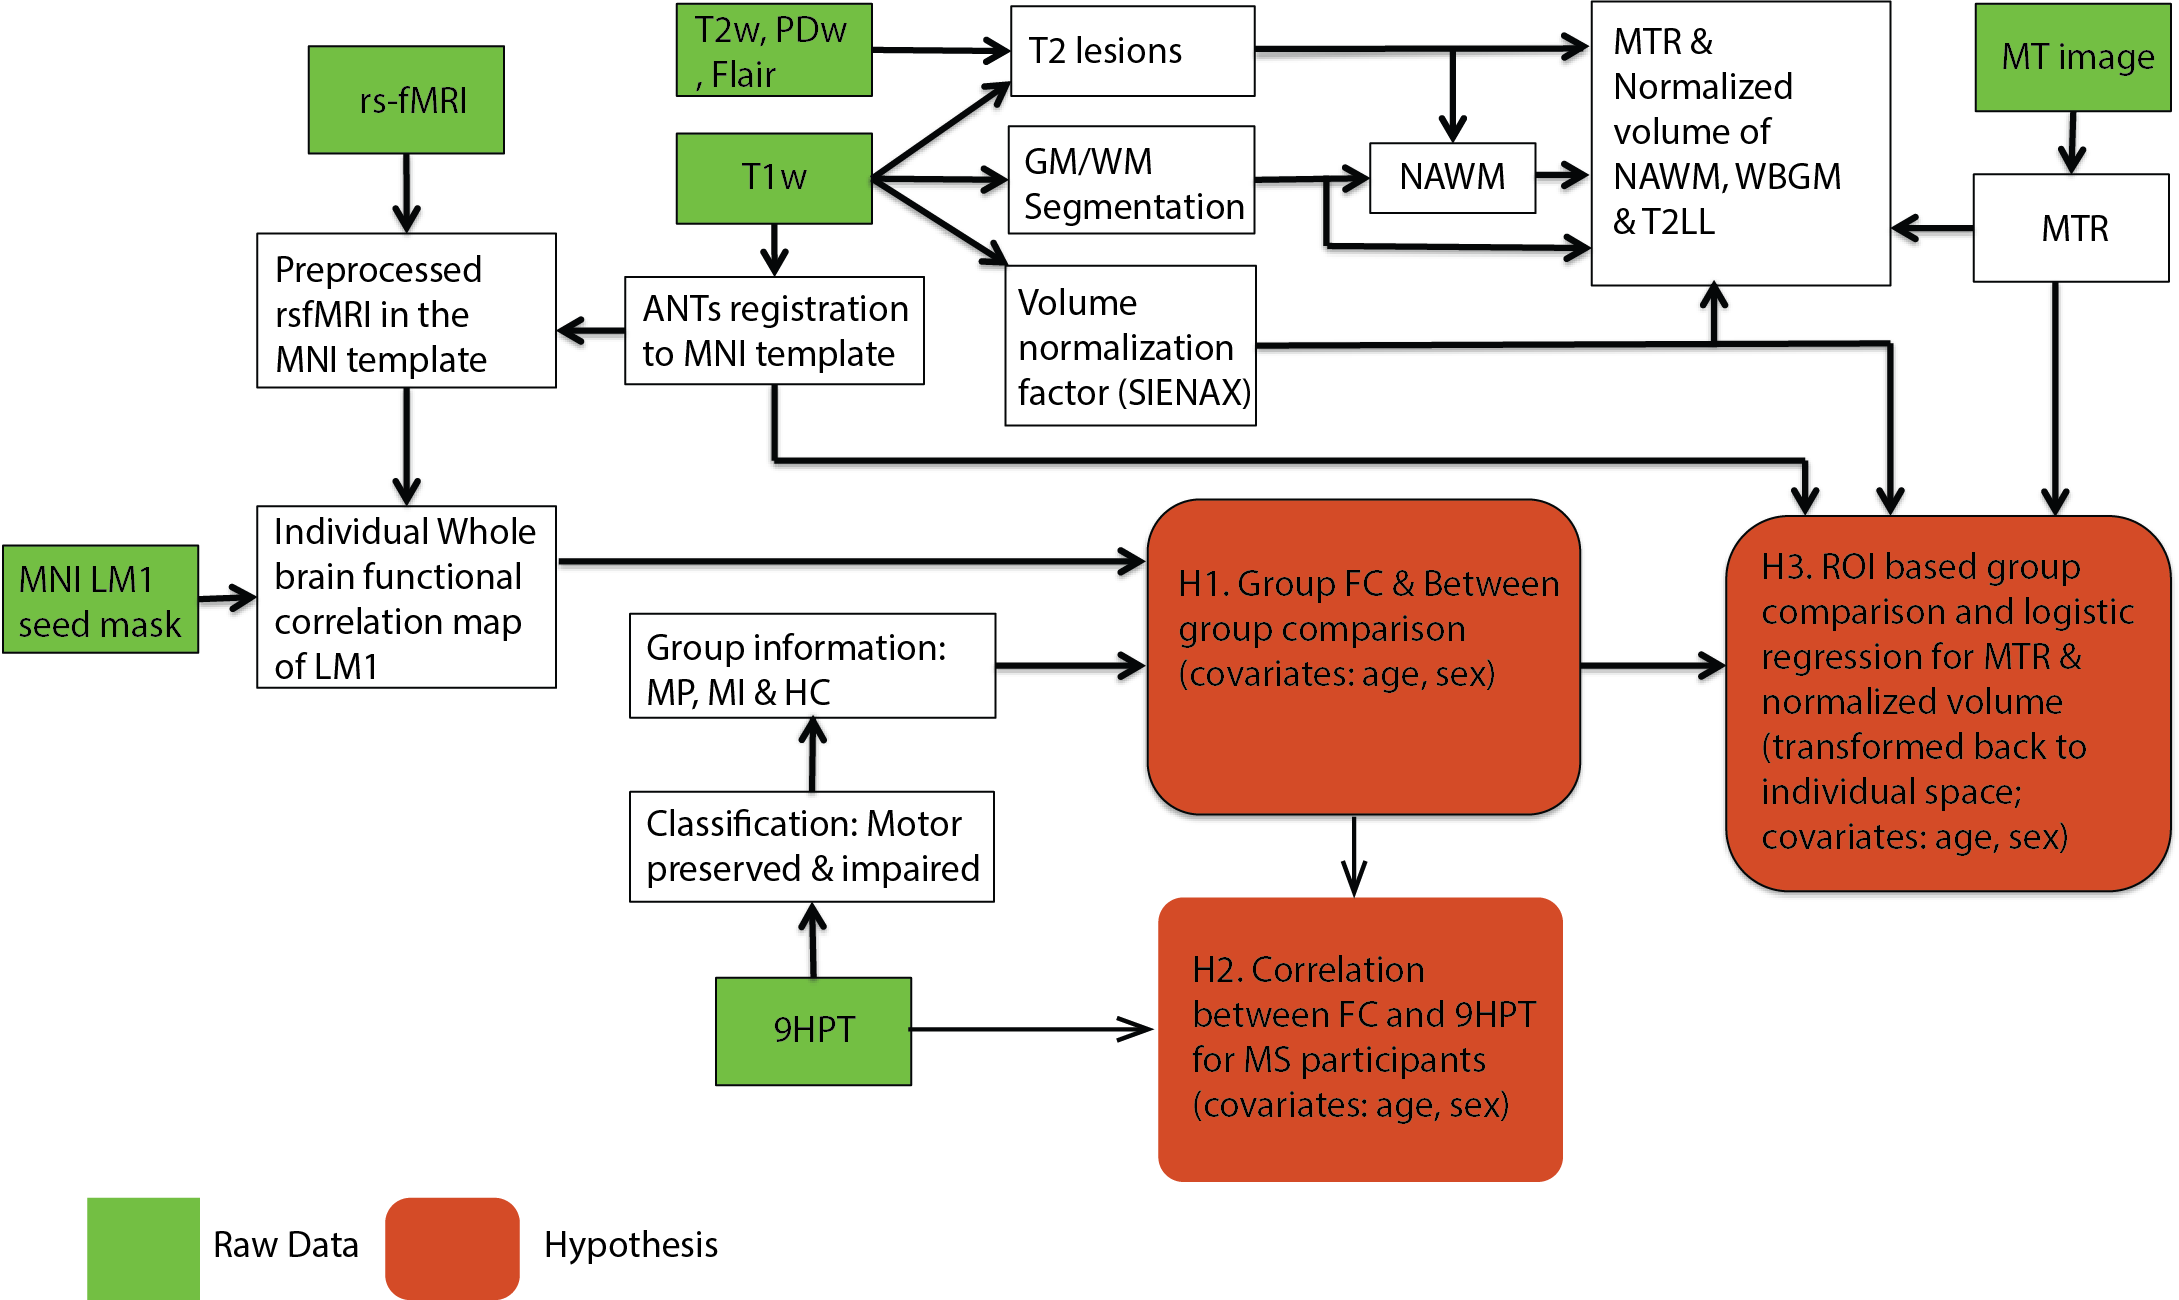 T2w, PDw
, Flair
T2 lesions
MTR &
Normalized
volume of
NAWM, WBGM
& T2LL
MT image
rs-fMRI
T1w
GM/WM
Segmentation
NAWM
MTR
Preprocessed
rsfMRI in the
MNI template
ANTs registration
to MNI template
Volume
normalization
factor (SIENAX)
MNI LM1
seed mask
Individual Whole
brain functional
correlation map
of LM1
Group information:
MP, MI & HC
H1. Group FC & Between
group comparison
(covariates: age, sex)
H3. ROI based group
comparison and logistic
regression for MTR &
normalized volume
(transformed back to
individual space;
covariates: age, sex)
Classification: Motor
preserved & impaired
9HPT
H2. Correlation
between FC and 9HPT
for MS participants
(covariates: age, sex)
Raw Data
Hypothesis